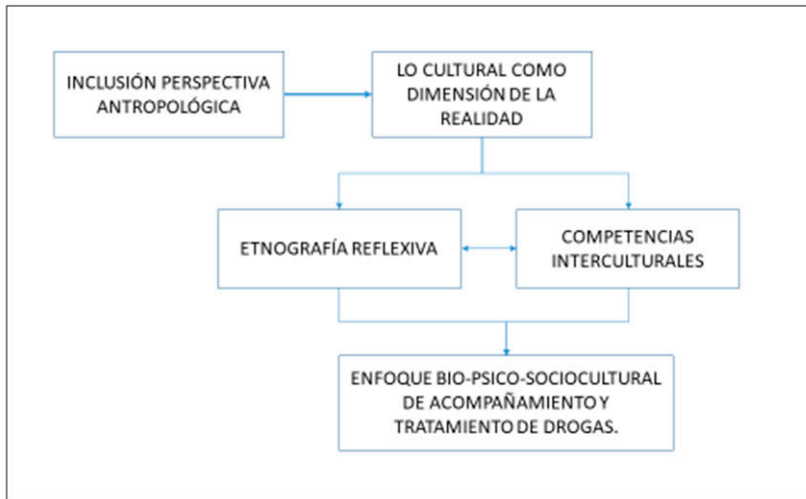 INCLUSIÓN PERSPECTIVA
ANTROPOLÓGICA
LO CULTURAL COMO
DIMENSIÓN DE LA
REALIDAD
ETNOGRAFÍA REFLEXIVA
COMPETENCIAS
INTERCULTURALES
ENFOQUE BIO-PSICO-SOCIOCULTURAL
DE ACOMPAÑAMIENTO Y
TRATAMIENTO DE DROGAS.